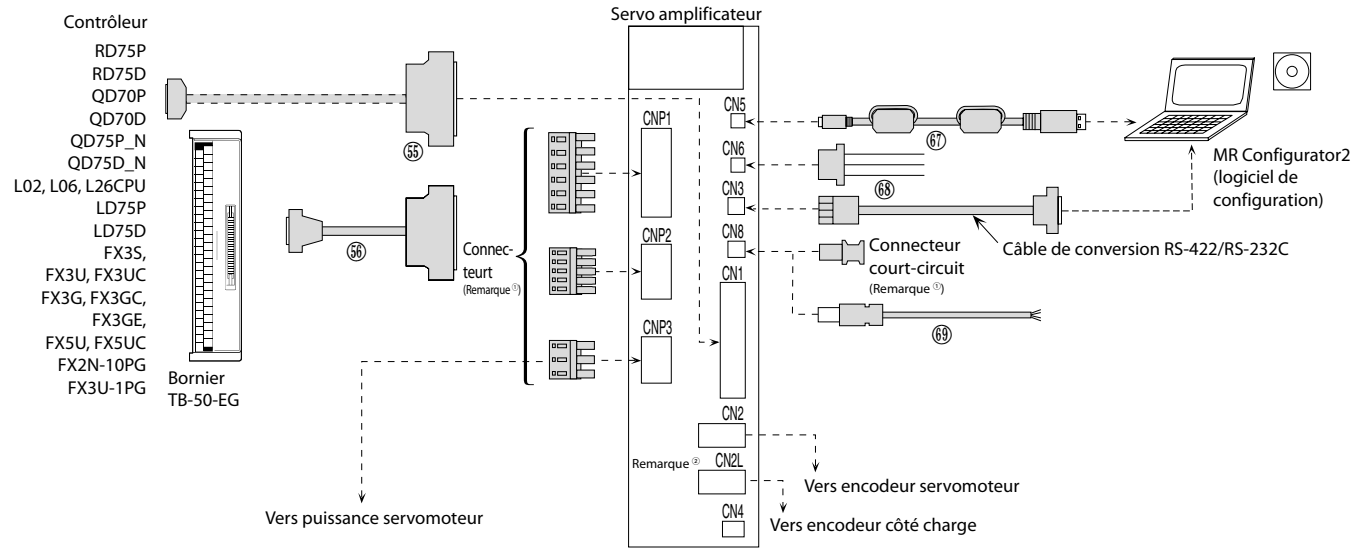 Contrôleur
RD75P
RD75D
QD70P
QD70D
QD75P_N
QD75D_N
L02, L06, L26CPU
LD75P
LD75D
FX3S,
FX3U, FX3UC
FX3G, FX3GC,
FX3GE,
FX5U, FX5UC
FX2N-10PG
FX3U-1PG
Bornier
TB-50-EG
55
56
Connec-
teurt
(Remarque ①)
Vers puissance servomoteur
Servo amplificateur
CNP1
CNP2
CNP3
CN5
CN6
CN3
CN8
CN1
CN2
Remarque ②
CN2L
CN4
67
68
MR Configurator2
(logiciel de
configuration)
Câble de conversion RS-422/RS-232C
Connecteur
court-circuit
(Remarque ①)
69
Vers encodeur servomoteur
Vers encodeur côté charge